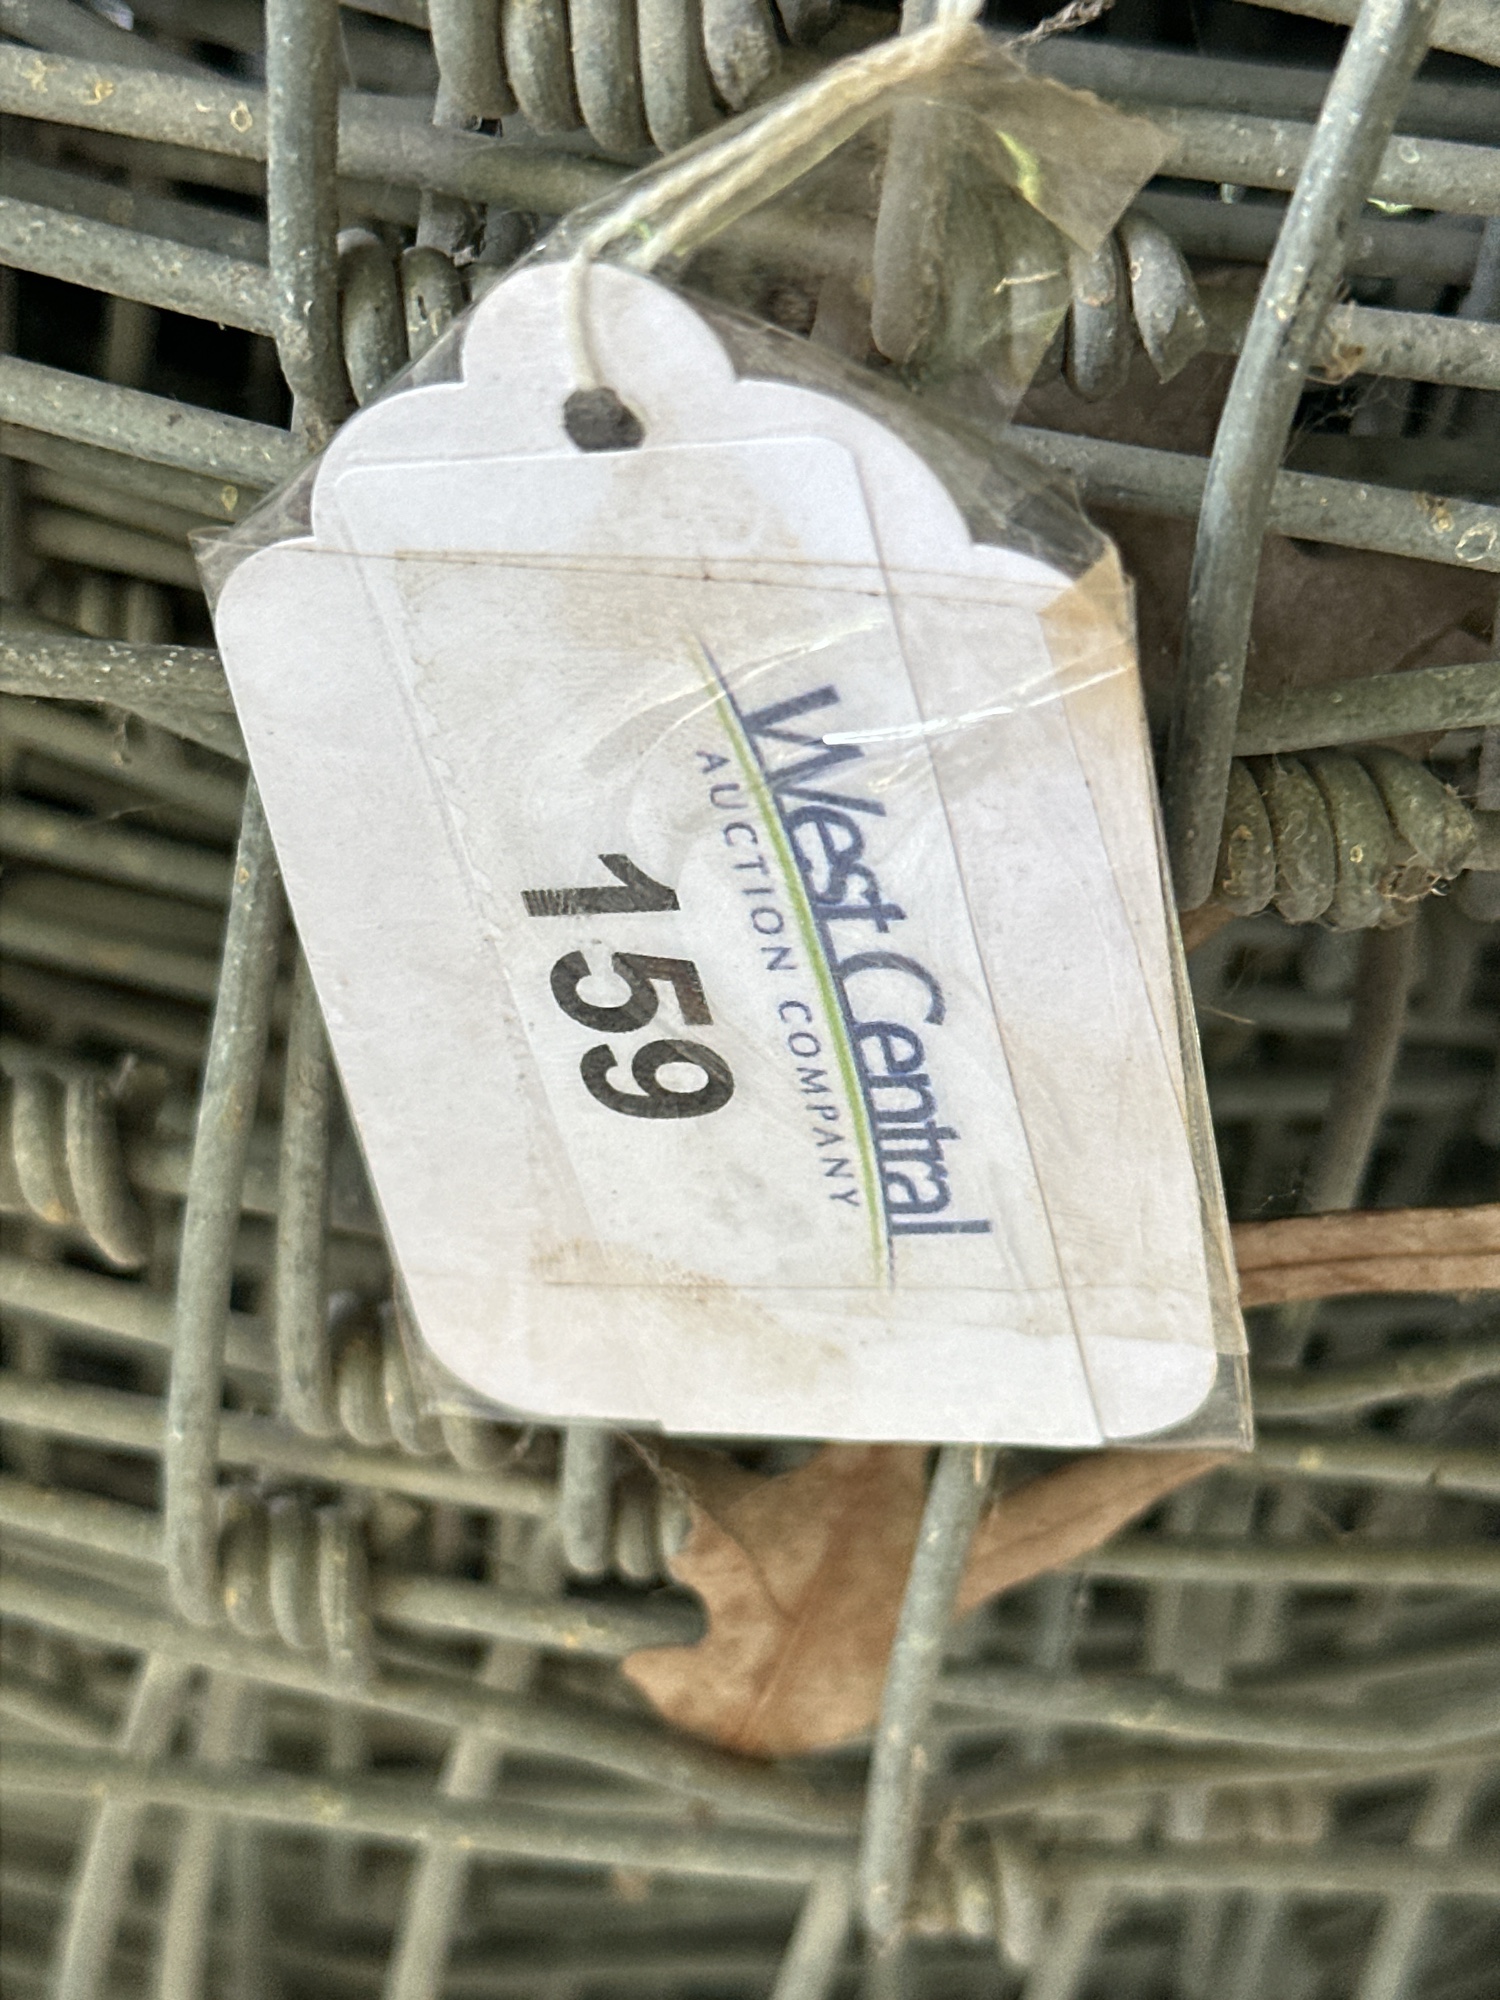 West Central
AUCTION COMPANY
159